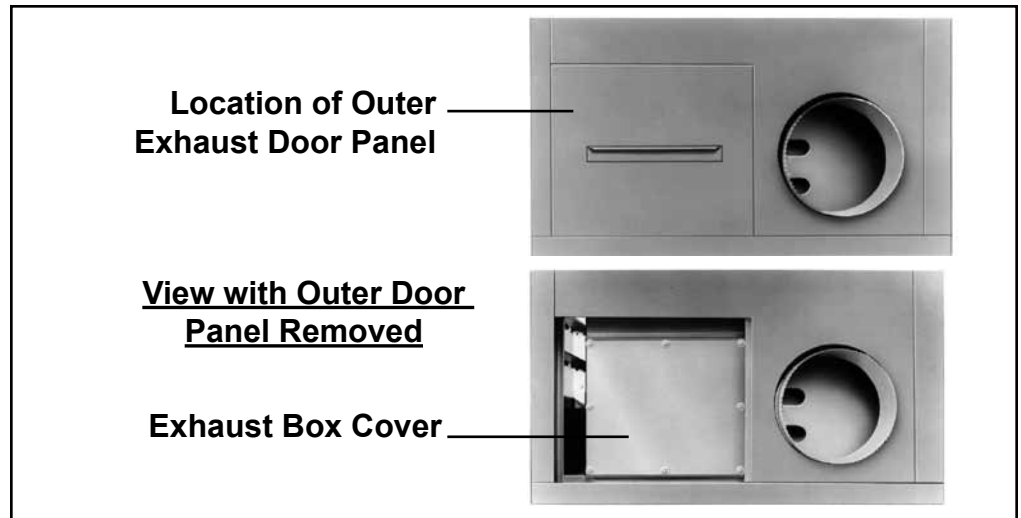 Location of Outer
Exhaust Door Panel
View with Outer Door
Panel Removed
Exhaust Box Cover